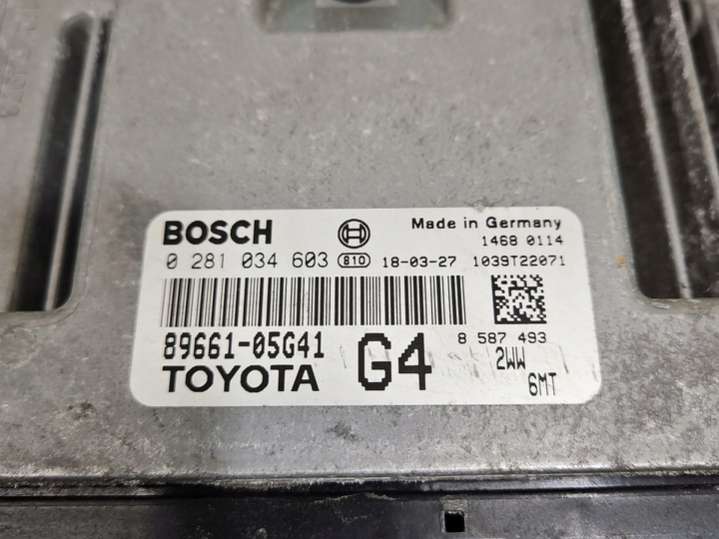 BOSCH Made in Germany
1468 0114
0 281 034 603 810 18-03-27 1039T22071
8 587 493
89661-05G41 G4 2WW
TOYOTA 6MT